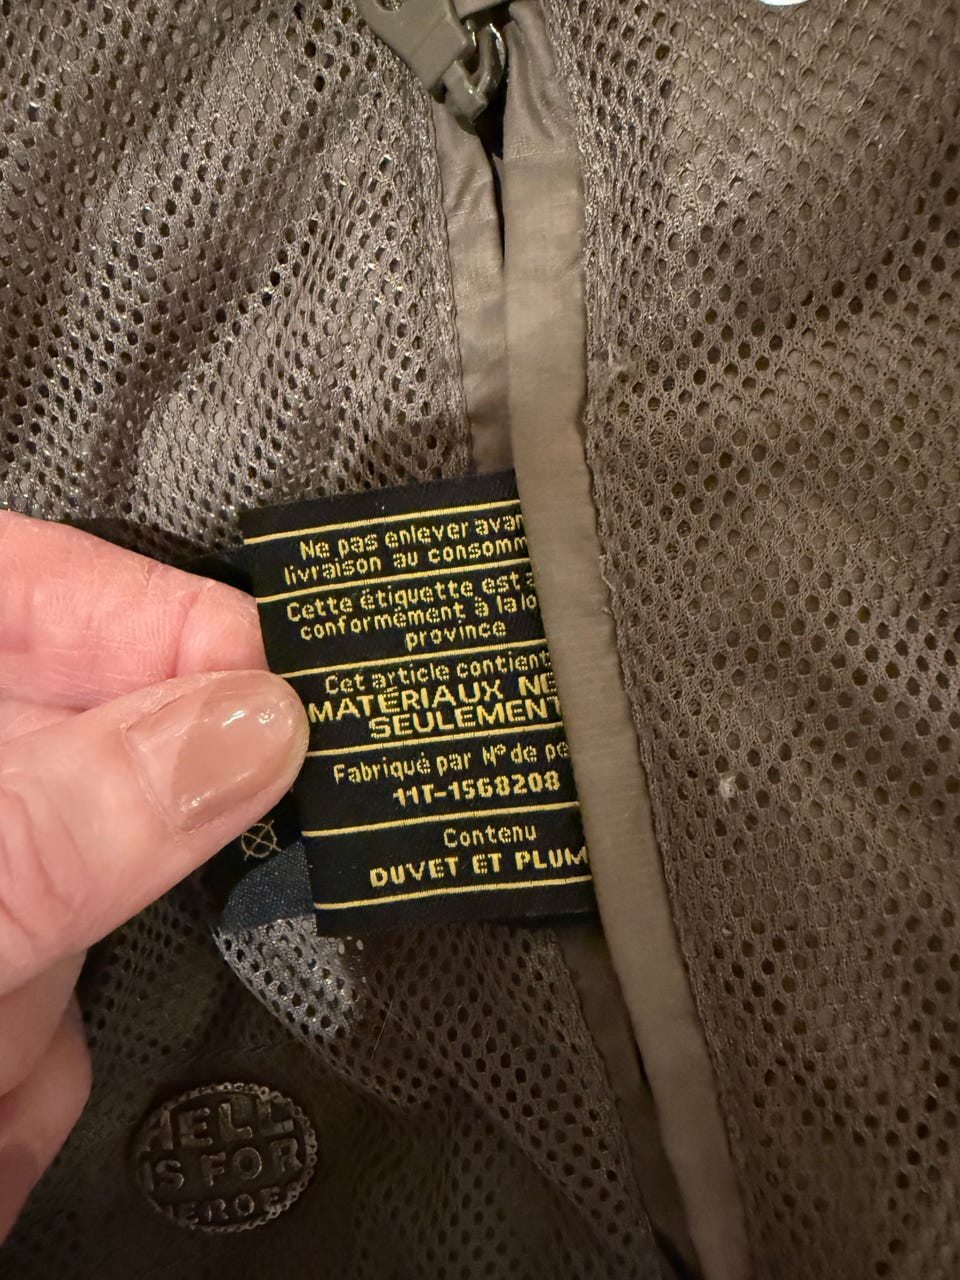 Ne pas enlever avan
livraison au consomm
Cette étiquette est a
conformément à la lo
province
Cet article contient
MATÉRIAUX NE
SEULEMENT
Fabriqué par Nº de pe
11T-1568208
Contenu
DUVET ET PLUM
HELL
IS FOR
HEROES